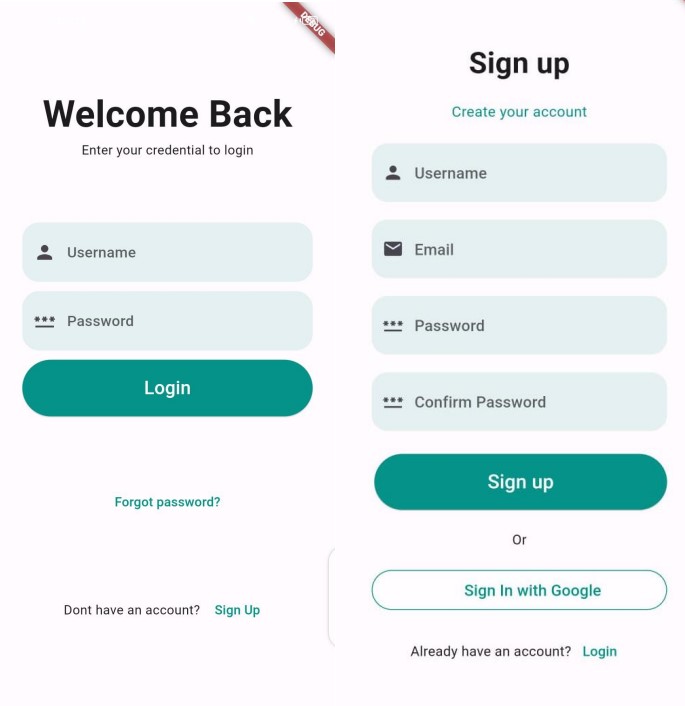 DEBUG
Welcome Back
Enter your credential to login
Username
*** Password
Login
Forgot password?
Dont have an account? Sign Up
Sign up
Create your account
Username
Email
*** Password
*** Confirm Password
Sign up
Or
Sign In with Google
Already have an account? Login